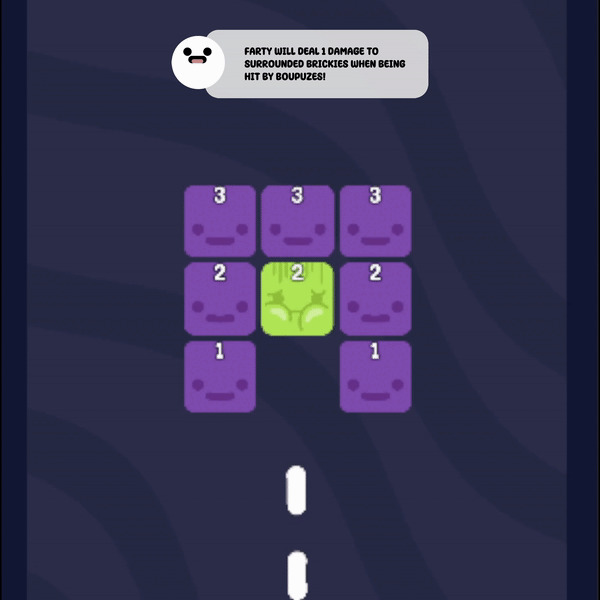 FARTY WILL DEAL 1 DAMAGE TO
SURROUNDED BRICKIES WHEN BEING
HIT BY BOUPUZES!
3 3 3
2 2 2
1 1